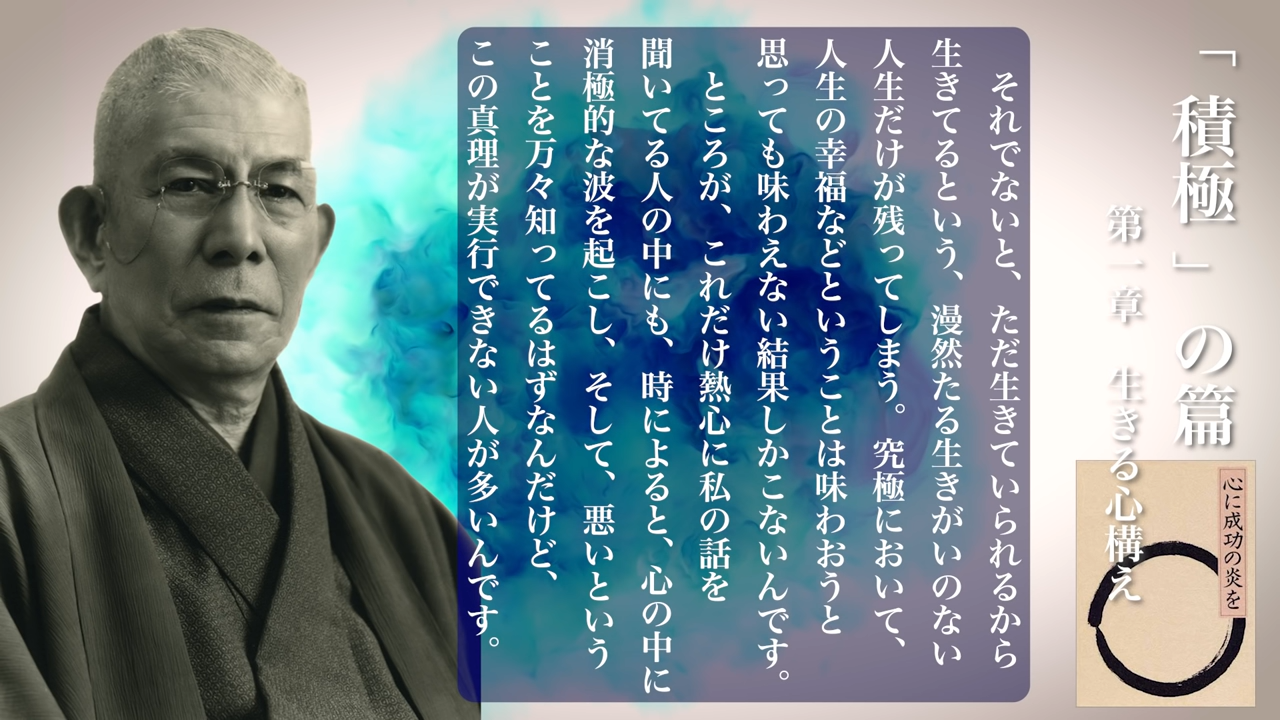 「積極」の篇
第一章　生きる心構え
心に成功の炎を
それでないと、ただ生きていられるから
生きてるという、漫然たる生きがいのない
人生だけが残ってしまう。究極において、
人生の幸福などということは味わおうと
思っても味わえない結果しかこないんです。
ところが、これだけ熱心に私の話を
聞いてる人の中にも、時によると、心の中に
消極的な波を起こし、そして、悪いという
ことを万々知ってるはずなんだけど、
この真理が実行できない人が多いんです。